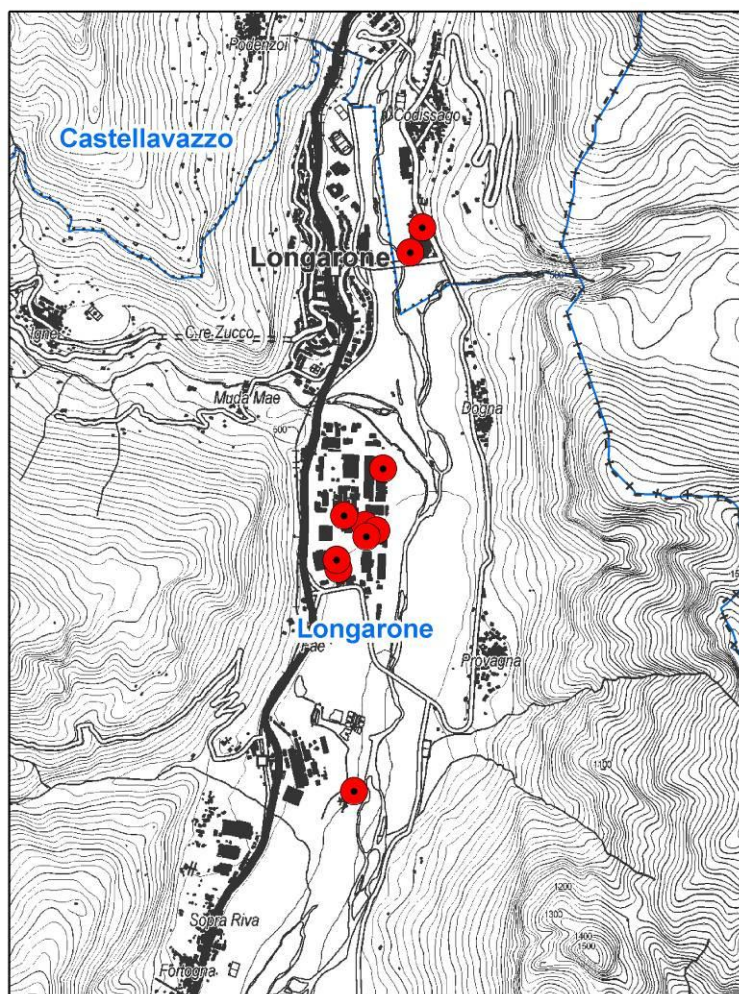 Podenzoi
Codissago
Castellavazzo
Longarone
500
Igne
C.re Zucco
Muda Mae
Dogna
500
Longarone
Provagna
1100
1200
1300
1400
1500
Sopra Riva
Fortogna